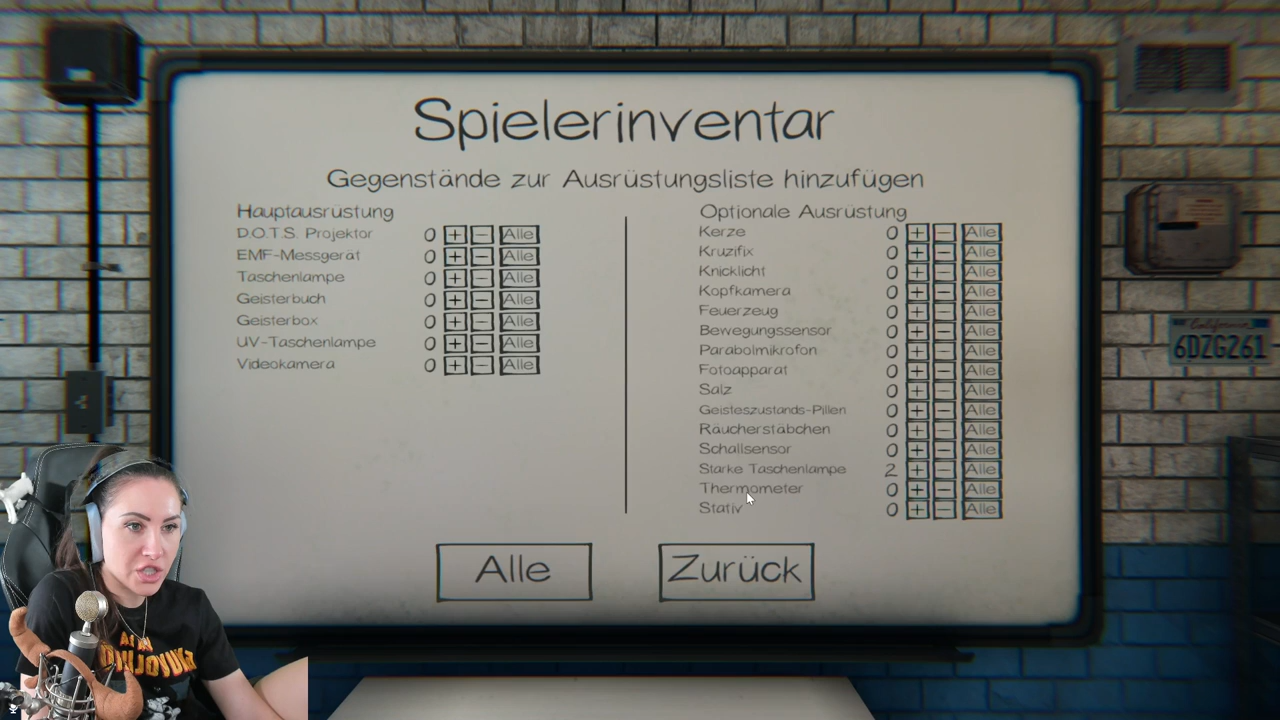 Spielerinventar
Gegenstände zur Ausrüstungsliste hinzufügen
Hauptausrüstung
D.O.T.S. Projektor 0 + - Alle
EMF-Messgerät 0 + - Alle
Taschenlampe 0 + - Alle
Geisterbuch 0 + - Alle
Geisterbox 0 + - Alle
UV-Taschenlampe 0 + - Alle
Videokamera 0 + - Alle
Optionale Ausrüstung
Kerze 0 + - Alle
Kruzifix 0 + - Alle
Knicklicht 0 + - Alle
Kopfkamera 0 + - Alle
Feuerzeug 0 + - Alle
Bewegungssensor 0 + - Alle
Parabolmikrofon 0 + - Alle
Fotoapparat 0 + - Alle
Salz 0 + - Alle
Geisteszustands-Pillen 0 + - Alle
Räucherstäbchen 0 + - Alle
Schallsensor 0 + - Alle
Starke Taschenlampe 2 + - Alle
Thermometer 0 + - Alle
Stativ 0 + - Alle
Alle
Zurück
California
6DZG261